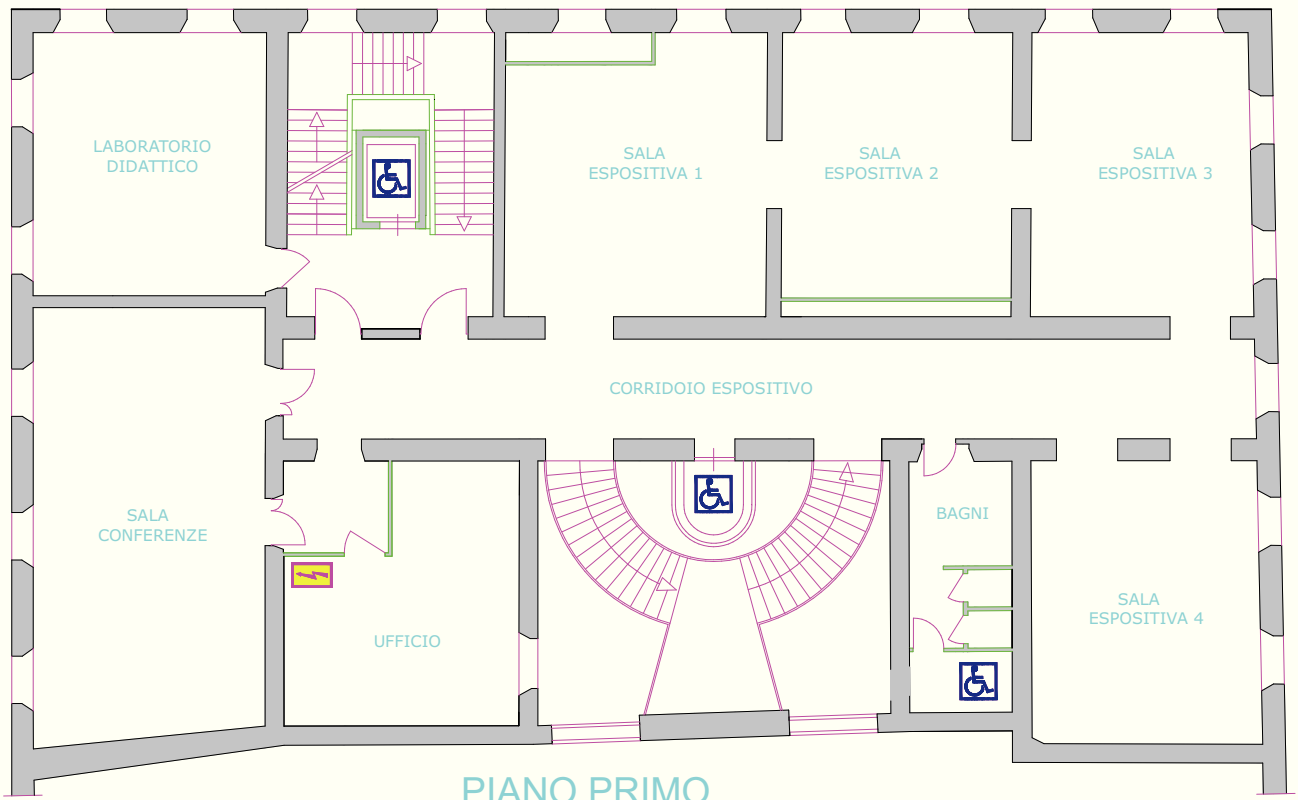 LABORATORIO
DIDATTICO
SALA
ESPOSITIVA 1
SALA
ESPOSITIVA 2
SALA
ESPOSITIVA 3
CORRIDOIO ESPOSITIVO
SALA
CONFERENZE
BAGNI
SALA
ESPOSITIVA 4
UFFICIO
PIANO PRIMO